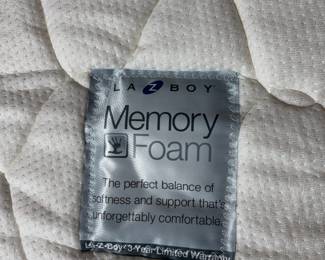 LA Z BOY®
Memory
Foam
The perfect balance of
softness and support that's
unforgettably comfortable.
La-Z-Boy® 3-Year Limited Warranty